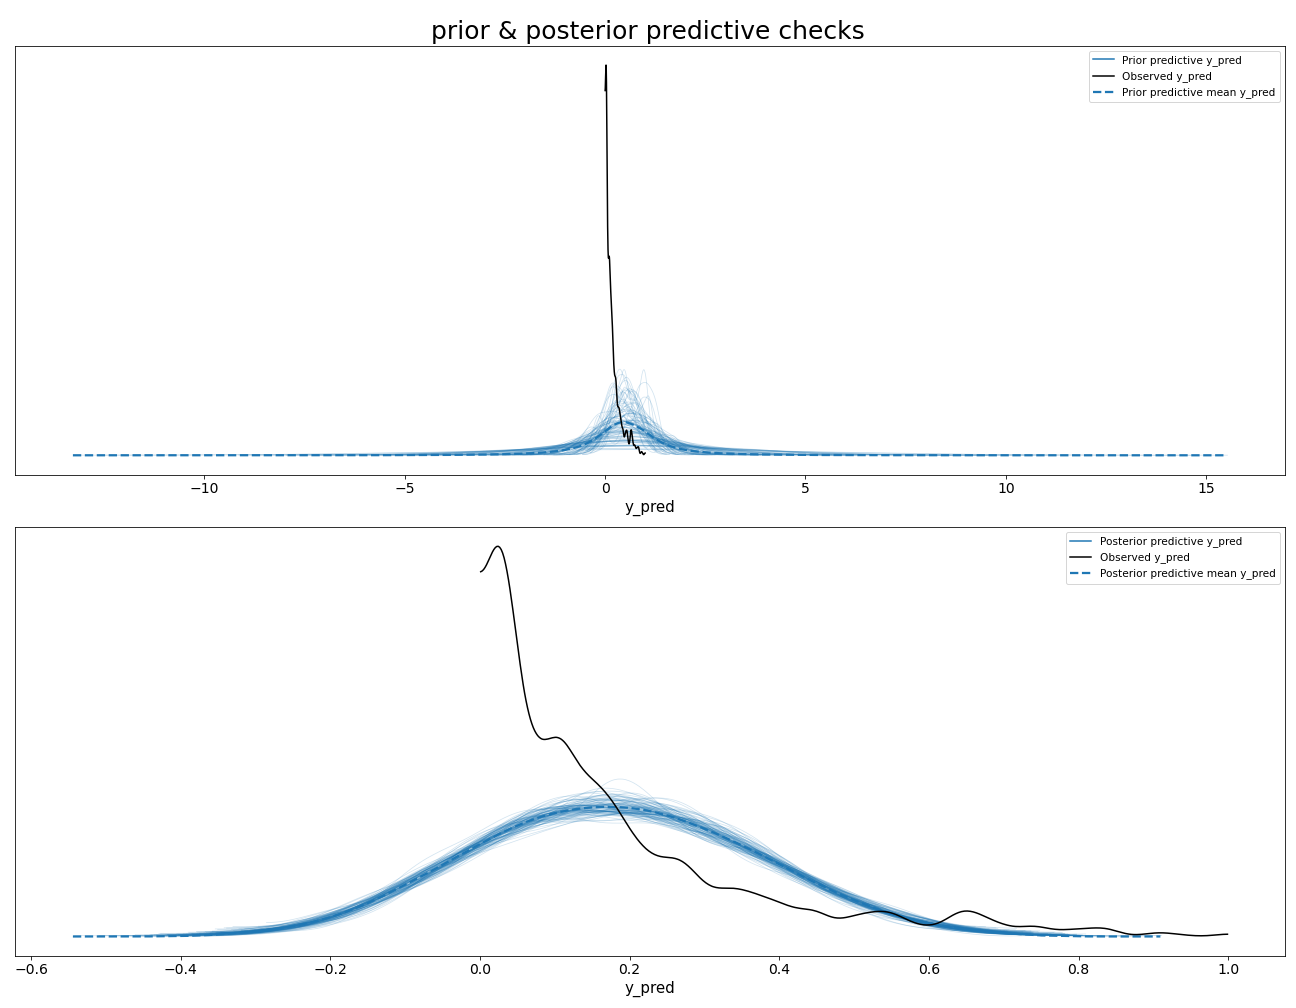 prior & posterior predictive checks
Prior predictive y_pred
Observed y_pred
Prior predictive mean y_pred
−10 −5 0 5 10 15
y_pred
Posterior predictive y_pred
Observed y_pred
Posterior predictive mean y_pred
−0.6 −0.4 −0.2 0.0 0.2 0.4 0.6 0.8 1.0
y_pred